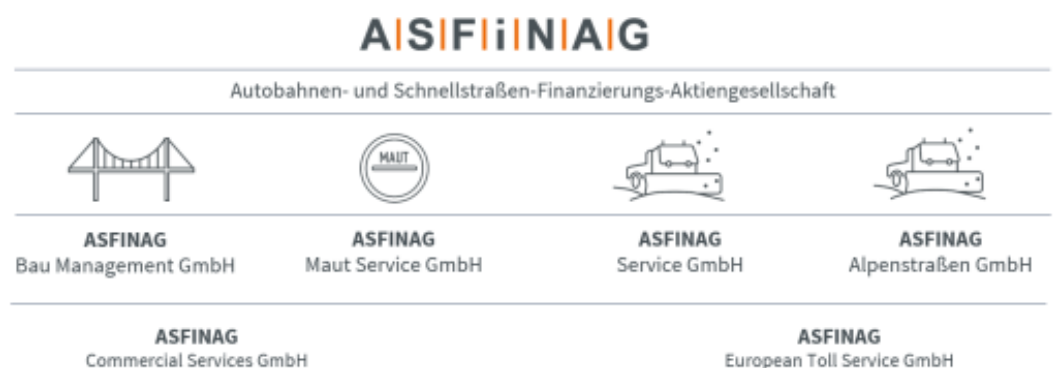 A|S|F|i|N|A|G
Autobahnen- und Schnellstraßen-Finanzierungs-Aktiengesellschaft
MAUT
ASFINAG ASFINAG ASFINAG ASFINAG
Bau Management GmbH Maut Service GmbH Service GmbH Alpenstraßen GmbH
ASFINAG ASFINAG
Commercial Services GmbH European Toll Service GmbH